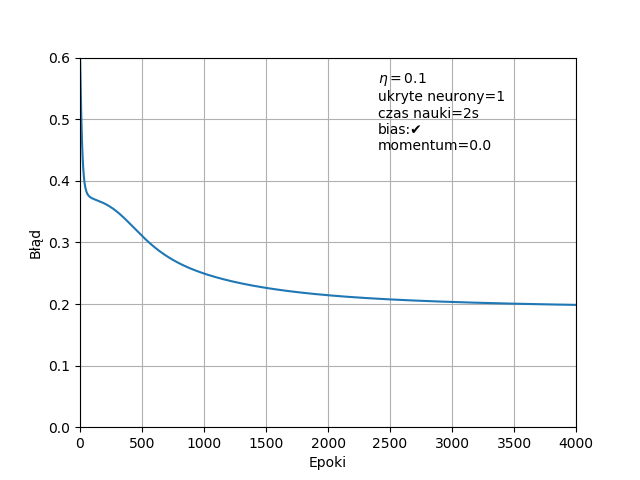 0.6
0.5
0.4
0.3
0.2
0.1
0.0
Błąd
η = 0.1
ukryte neurony=1
czas nauki=2s
bias:✔
momentum=0.0
0 500 1000 1500 2000 2500 3000 3500 4000
Epoki